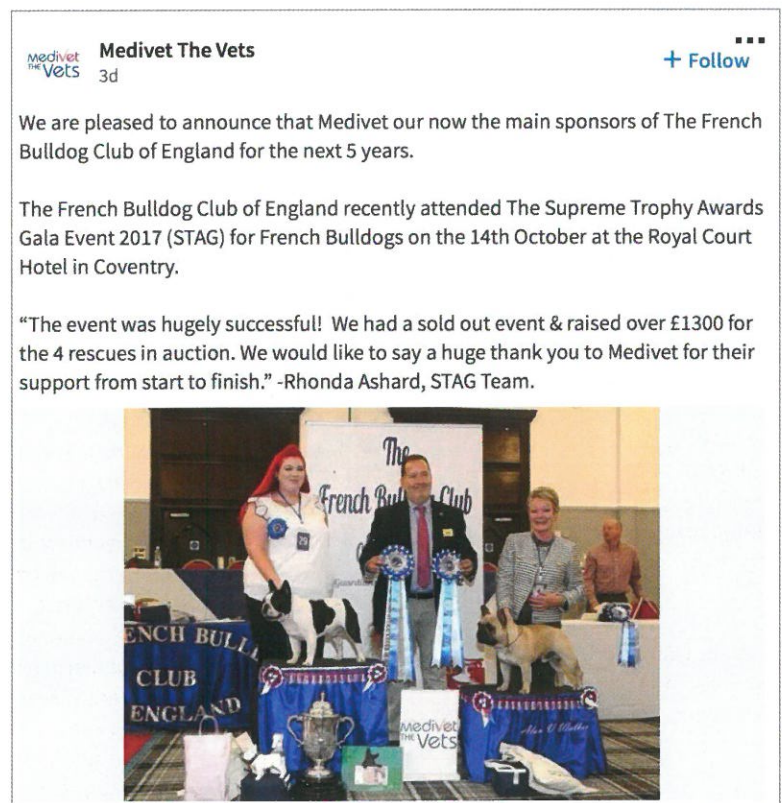 Medivet
THE Vets
Medivet The Vets
3d
+ Follow
We are pleased to announce that Medivet our now the main sponsors of The French
Bulldog Club of England for the next 5 years.
The French Bulldog Club of England recently attended The Supreme Trophy Awards
Gala Event 2017 (STAG) for French Bulldogs on the 14th October at the Royal Court
Hotel in Coventry.
“The event was hugely successful!  We had a sold out event & raised over £1300 for
the 4 rescues in auction. We would like to say a huge thank you to Medivet for their
support from start to finish.” -Rhonda Ashard, STAG Team.
The
French Club
29
ENCH BULL
CLUB
ENGLAND
Medivet
THE Vets